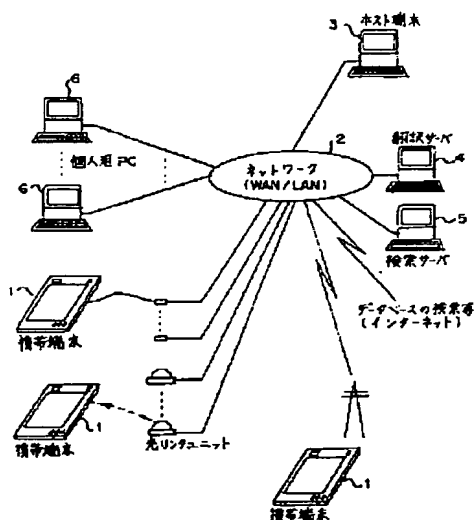 3
ホスト端末
6
2
個人用PC
ネットワーク
(WAN/LAN)
サーバ
4
6
5
検索サーバ
1
データベースの検索等
(インターネット)
携帯端末
1
光リンクユニット
携帯端末
1
携帯端末